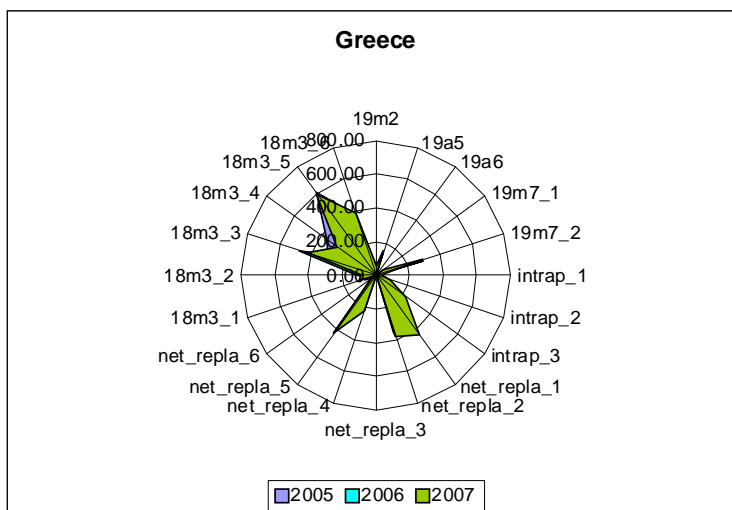 Greece
19m2
19a5
19a6
19m7_1
19m7_2
intrap_1
intrap_2
intrap_3
net_repla_1
net_repla_2
net_repla_3
net_repla_4
net_repla_5
net_repla_6
18m3_1
18m3_2
18m3_3
18m3_4
18m3_5
18m3_6
800.00
600.00
400.00
200.00
0.00
2005 2006 2007